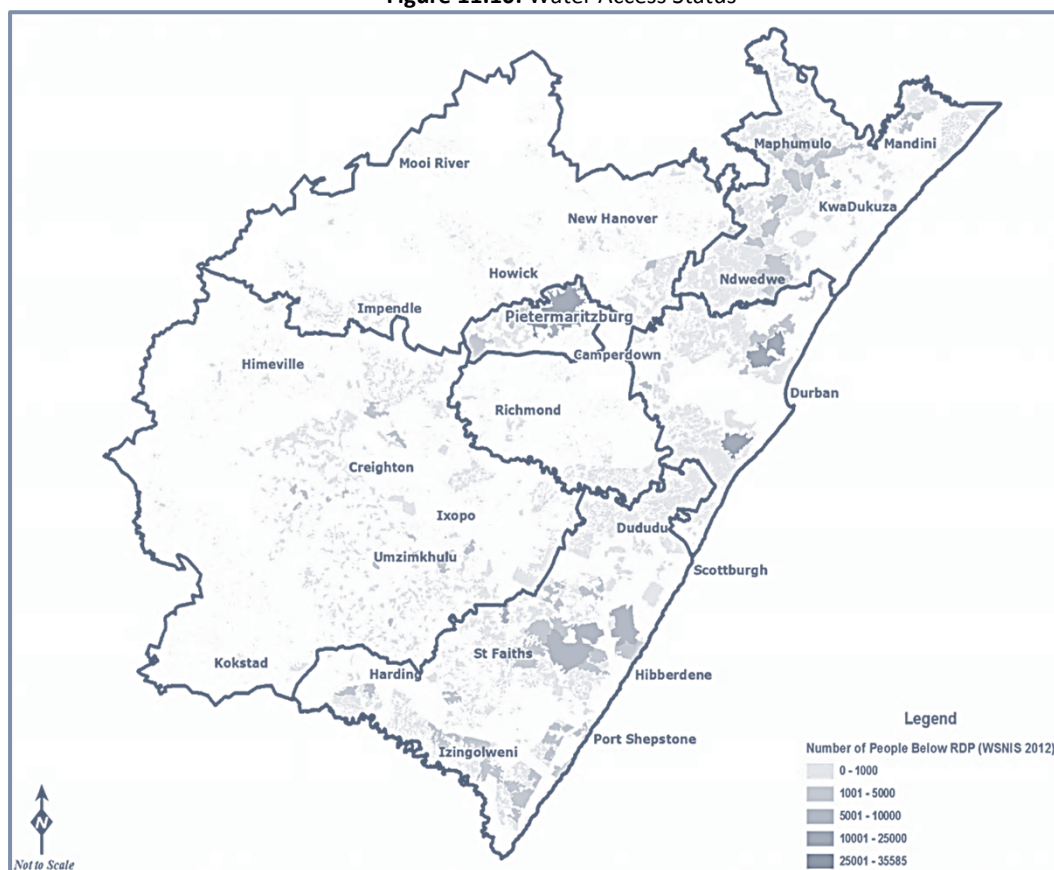 Figure 11.10: Water Access Status
Maphumulo
Mandini
Mooi River
KwaDukuza
New Hanover
Howick
Ndwedwe
Impendle
Pietermaritzburg
Camperdown
Himeville
Durban
Richmond
Creighton
Ixopo
Dududu
Umzimkhulu
Scottburgh
St Faiths
Kokstad
Harding
Hibberdene
Port Shepstone
Izingolweni
Legend
Number of People Below RDP (WSNIS 2012)
0 - 1000
1001 - 5000
5001 - 10000
10001 - 25000
25001 - 35585
N
Not to Scale